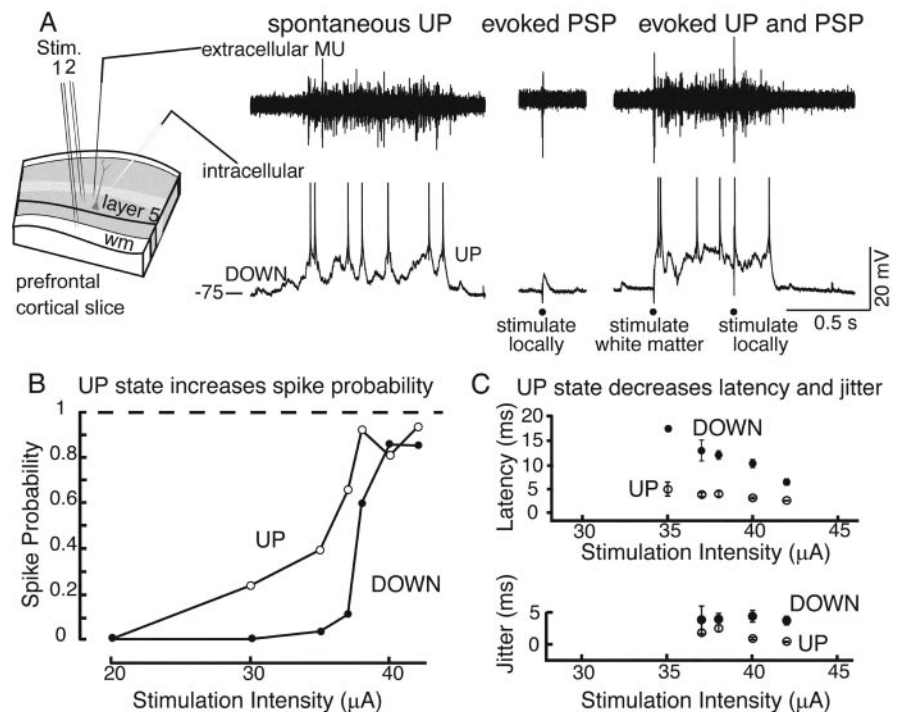 A
spontaneous UP
evoked PSP
evoked UP and PSP
Stim.
1 2
extracellular MU
intracellular
layer 5
wm
prefrontal
cortical slice
DOWN
UP
-75
20 mV
0.5 s
stimulate
locally
stimulate
white matter
stimulate
locally
B
UP state increases spike probability
1
0.8
0.6
0.4
0.2
0
Spike Probability
UP
DOWN
20
30
40
Stimulation Intensity (μA)
C
UP state decreases latency and jitter
20
15
10
5
0
Latency (ms)
DOWN
UP
30
35
40
45
Stimulation Intensity (μA)
5
0
Jitter (ms)
DOWN
UP
30
35
40
45
Stimulation Intensity (μA)